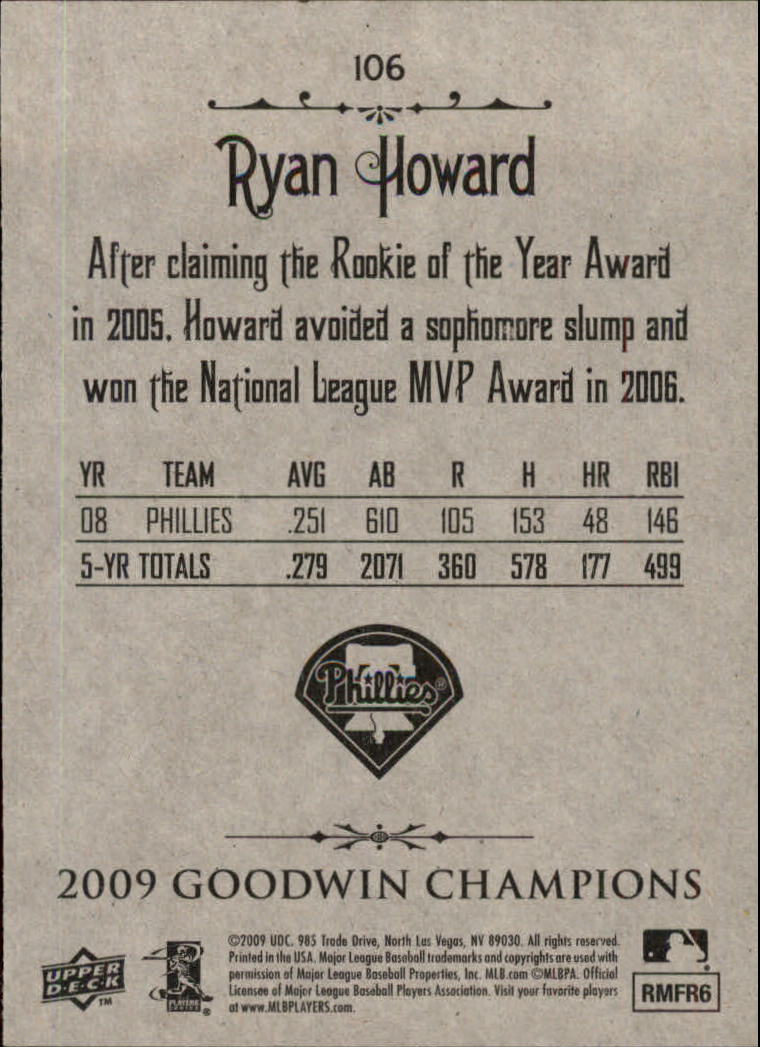 106
Ryan Howard
After claiming the Rookie of the Year Award
in 2005, Howard avoided a sophomore slump and
won the National League MVP Award in 2006.
YR TEAM AVG AB R H HR RBI
08 PHILLIES .251 610 105 153 48 146
5-YR TOTALS .279 2071 360 578 177 499
Phillies®
2009 GOODWIN CHAMPIONS
UPPER
D·E·C·K
TM
PLAYERS
CHOICE
®
©2009 UDC. 985 Trade Drive, North Las Vegas, NV 89030. All rights reserved.
Printed in the USA. Major League Baseball trademarks and copyrights are used with
permission of Major League Baseball Properties, Inc. MLB.com ©MLBPA. Official
Licensee of Major League Baseball Players Association. Visit your favorite players
at www.MLBPLAYERS.com.
RMFR6